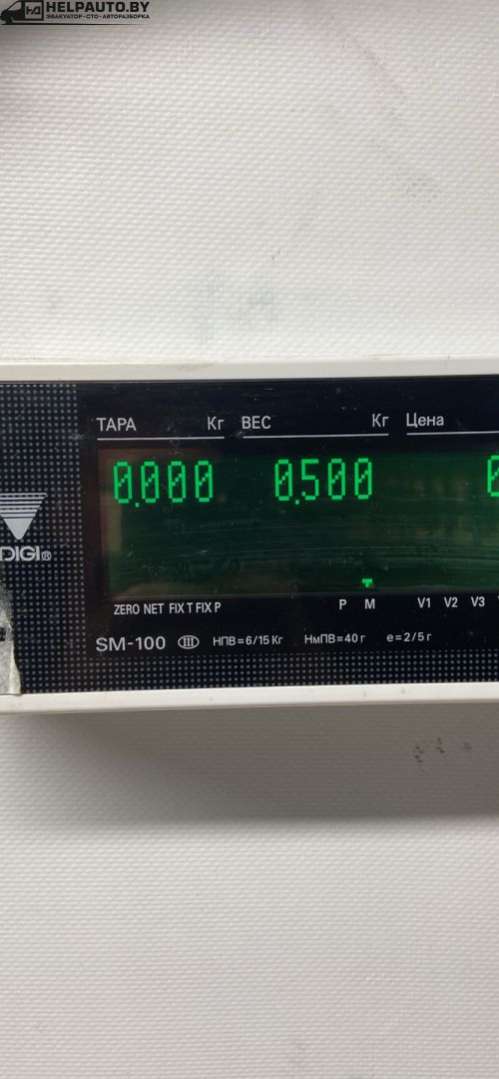 HELPAUTO.BY
ЭВАКУАТОР•СТО•АВТОРАЗБОРКА
ТАРА Кг ВЕС Кг Цена
0.000 0.500
DIGI®
ZERO NET FIX T FIX P P M V1 V2 V3
SM-100 III НПВ=6/15 Кг НмПВ=40 г e=2/5 г